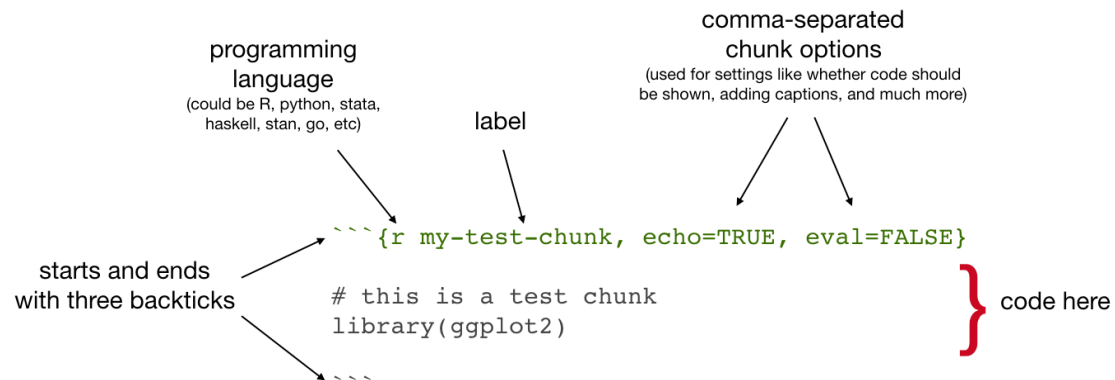 comma-separated
chunk options
(used for settings like whether code should
be shown, adding captions, and much more)
programming
language
(could be R, python, stata,
haskell, stan, go, etc)
label
```{r my-test-chunk, echo=TRUE, eval=FALSE}
starts and ends
with three backticks
# this is a test chunk
library(ggplot2)
} code here
```